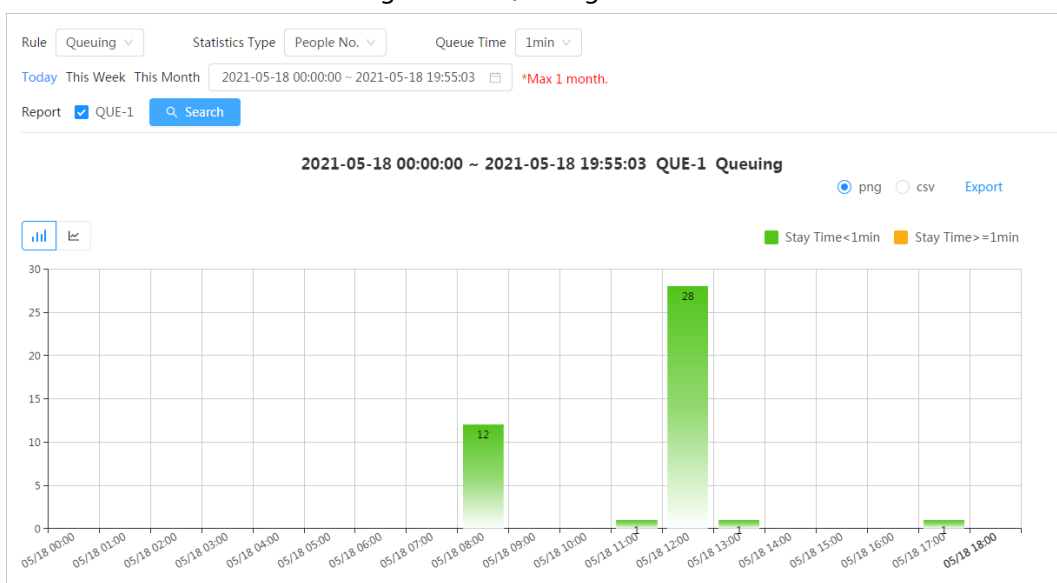 Rule Queuing Statistics Type People No. Queue Time 1min
Today This Week This Month 2021-05-18 00:00:00 ~ 2021-05-18 19:55:03 *Max 1 month.
Report QUE-1 Search
2021-05-18 00:00:00 ~ 2021-05-18 19:55:03 QUE-1 Queuing
png csv Export
Stay Time<1min Stay Time>=1min
30
28
25
20
15
12
10
5
0
1 1 1
05/18 00:00 05/18 01:00 05/18 02:00 05/18 03:00 05/18 04:00 05/18 05:00 05/18 06:00 05/18 07:00 05/18 08:00 05/18 09:00 05/18 10:00 05/18 11:00 05/18 12:00 05/18 13:00 05/18 14:00 05/18 15:00 05/18 16:00 05/18 17:00 05/18 18:00